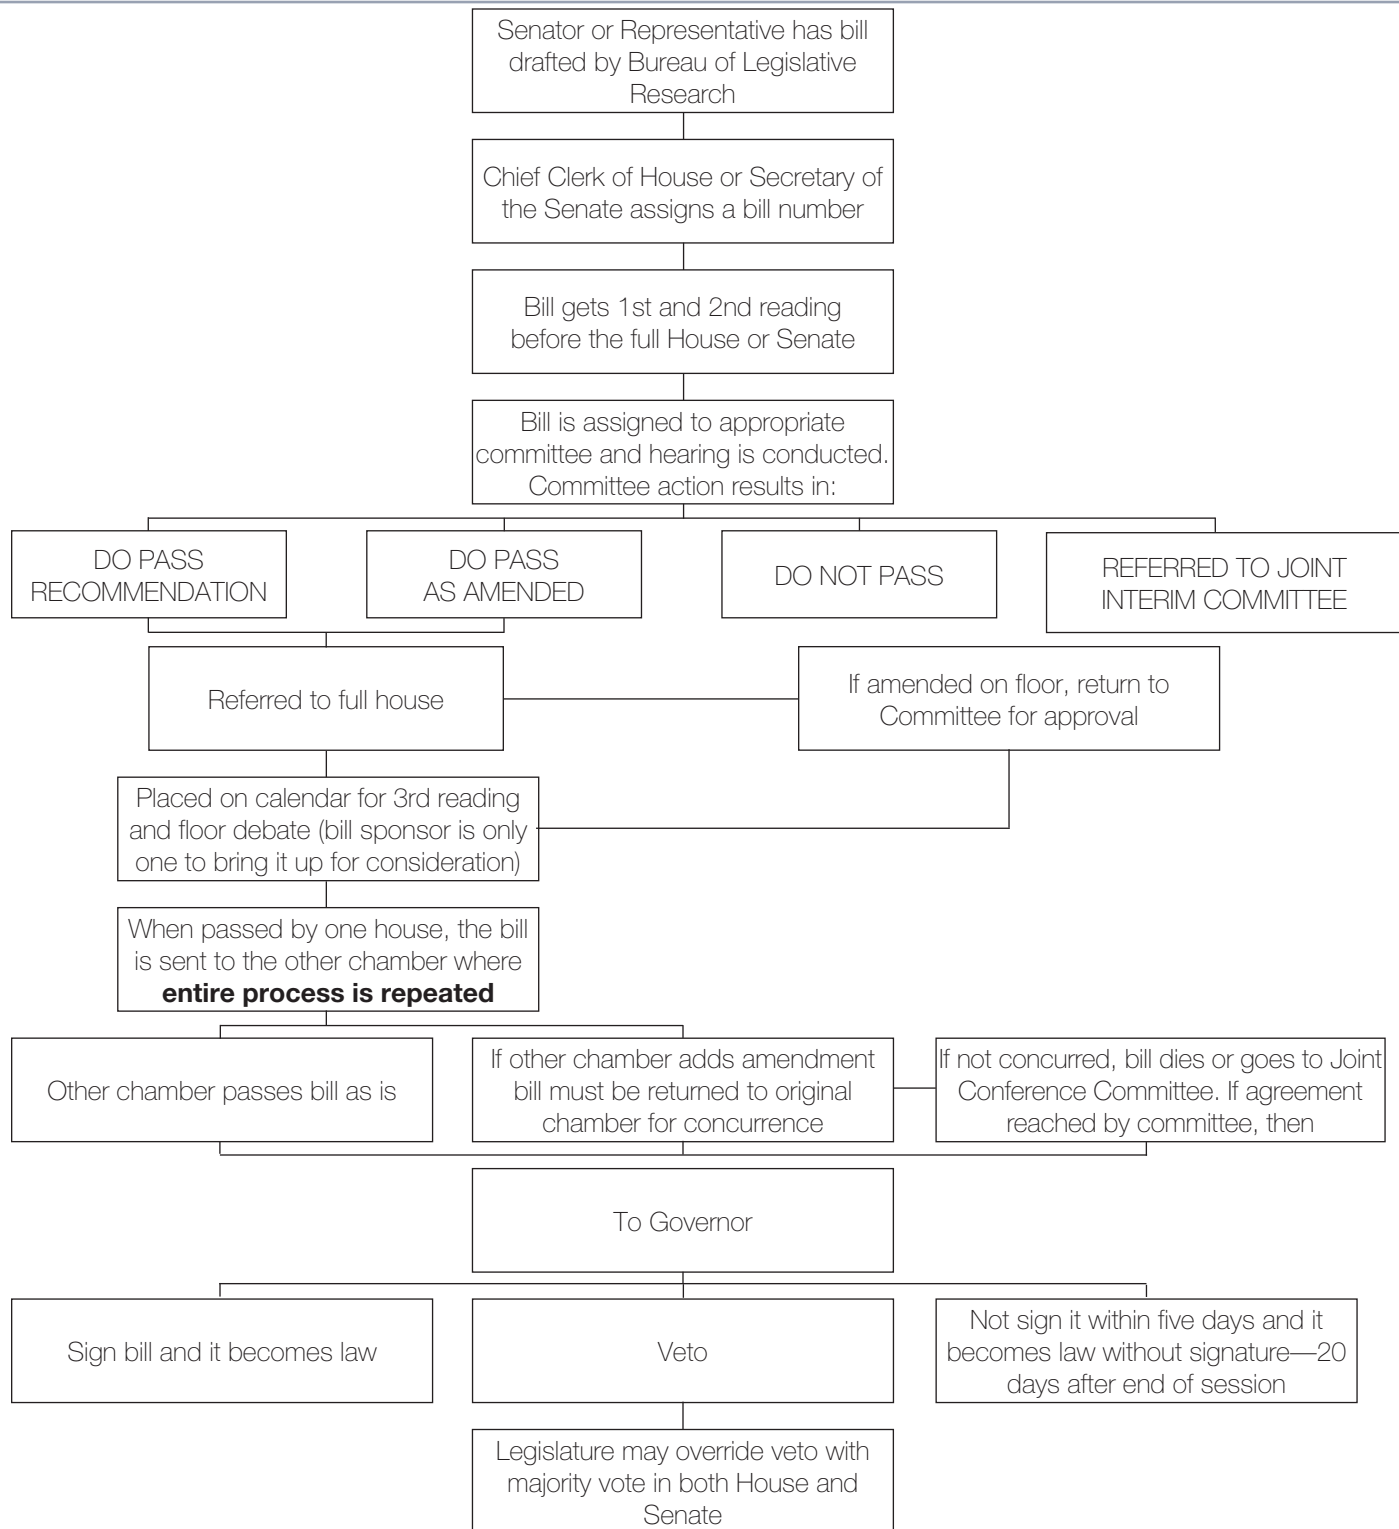 Senator or Representative has bill
drafted by Bureau of Legislative
Research
Chief Clerk of House or Secretary of
the Senate assigns a bill number
Bill gets 1st and 2nd reading
before the full House or Senate
Bill is assigned to appropriate
committee and hearing is conducted.
Committee action results in:
DO PASS
RECOMMENDATION
DO PASS
AS AMENDED
DO NOT PASS
REFERRED TO JOINT
INTERIM COMMITTEE
Referred to full house
If amended on floor, return to
Committee for approval
Placed on calendar for 3rd reading
and floor debate (bill sponsor is only
one to bring it up for consideration)
When passed by one house, the bill
is sent to the other chamber where
entire process is repeated
Other chamber passes bill as is
If other chamber adds amendment
bill must be returned to original
chamber for concurrence
If not concurred, bill dies or goes to Joint
Conference Committee. If agreement
reached by committee, then
To Governor
Sign bill and it becomes law
Veto
Not sign it within five days and it
becomes law without signature—20
days after end of session
Legislature may override veto with
majority vote in both House and
Senate